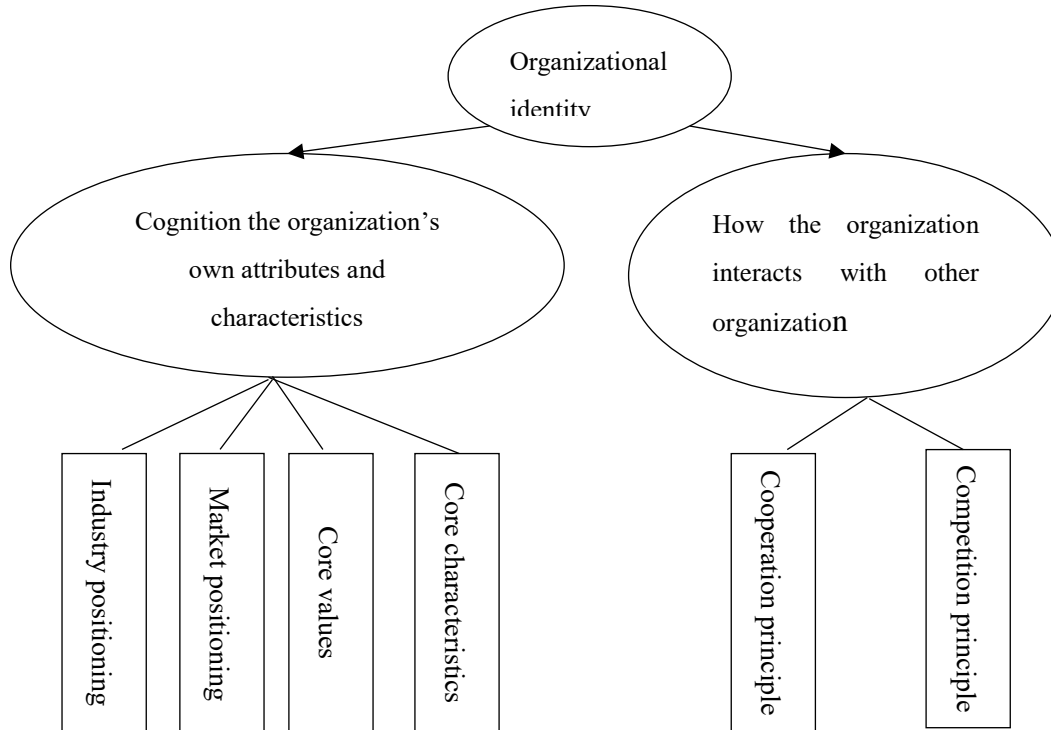 Organizational
identity
Cognition the organization’s
own attributes and
characteristics
How the organization
interacts with other
organization
Industry positioning
Market positioning
Core values
Core characteristics
Cooperation principle
Competition principle